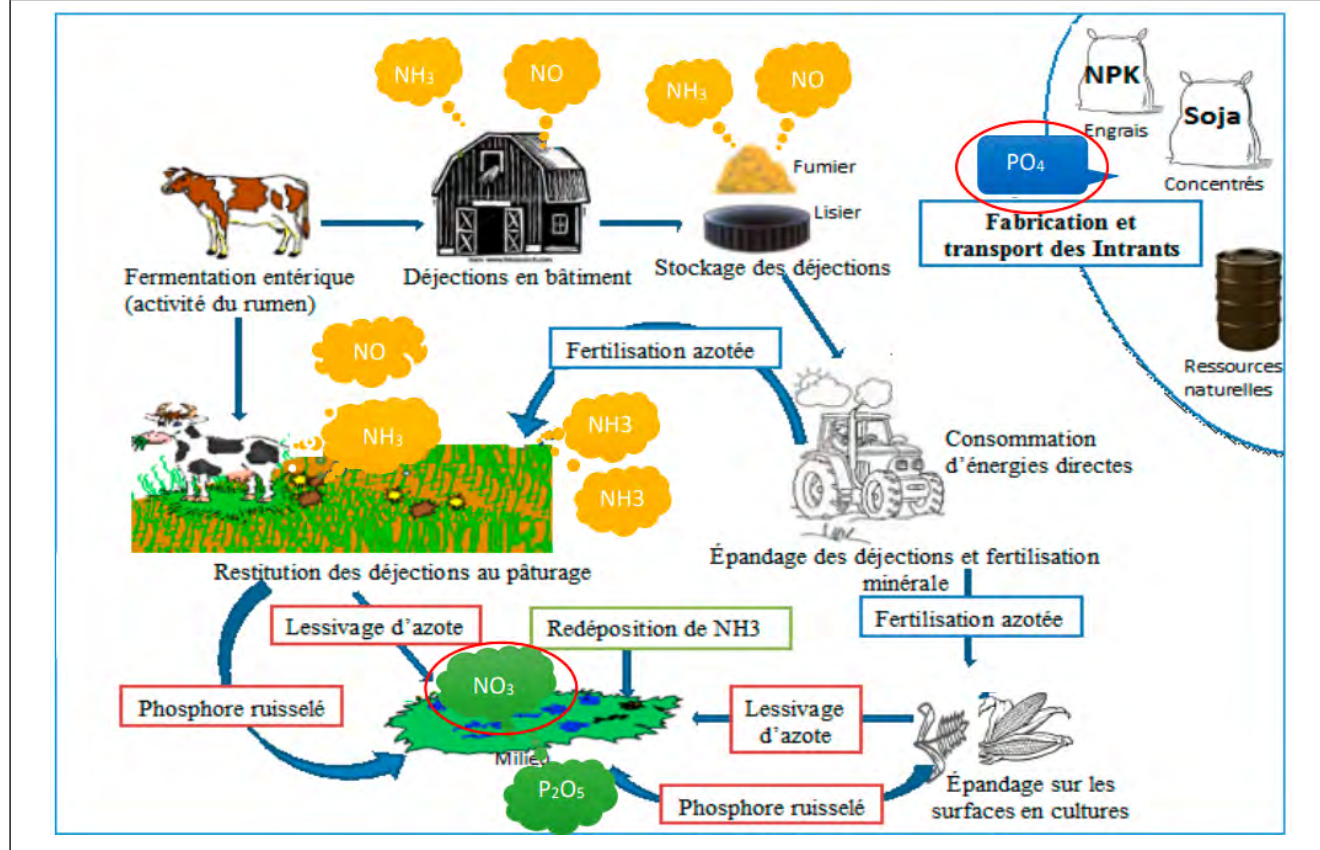 NH₃
NO
NH₃
NO
NPK
Engrais
Soja
Concentrés
PO₄
Fumier
Lisier
Fabrication et
transport des Intrants
Fermentation entérique
(activité du rumen)
Déjections en bâtiment
Stockage des déjections
Ressources
naturelles
NO
Fertilisation azotée
NH₃
NH3
NH3
Consommation
d'énergies directes
Restitution des déjections au pâturage
Épandage des déjections et fertilisation
minérale
Lessivage d'azote
Redéposition de NH3
Fertilisation azotée
NO₃
Phosphore ruisselé
Lessivage
d'azote
Milieu
P₂O₅
Phosphore ruisselé
Épandage sur les
surfaces en cultures